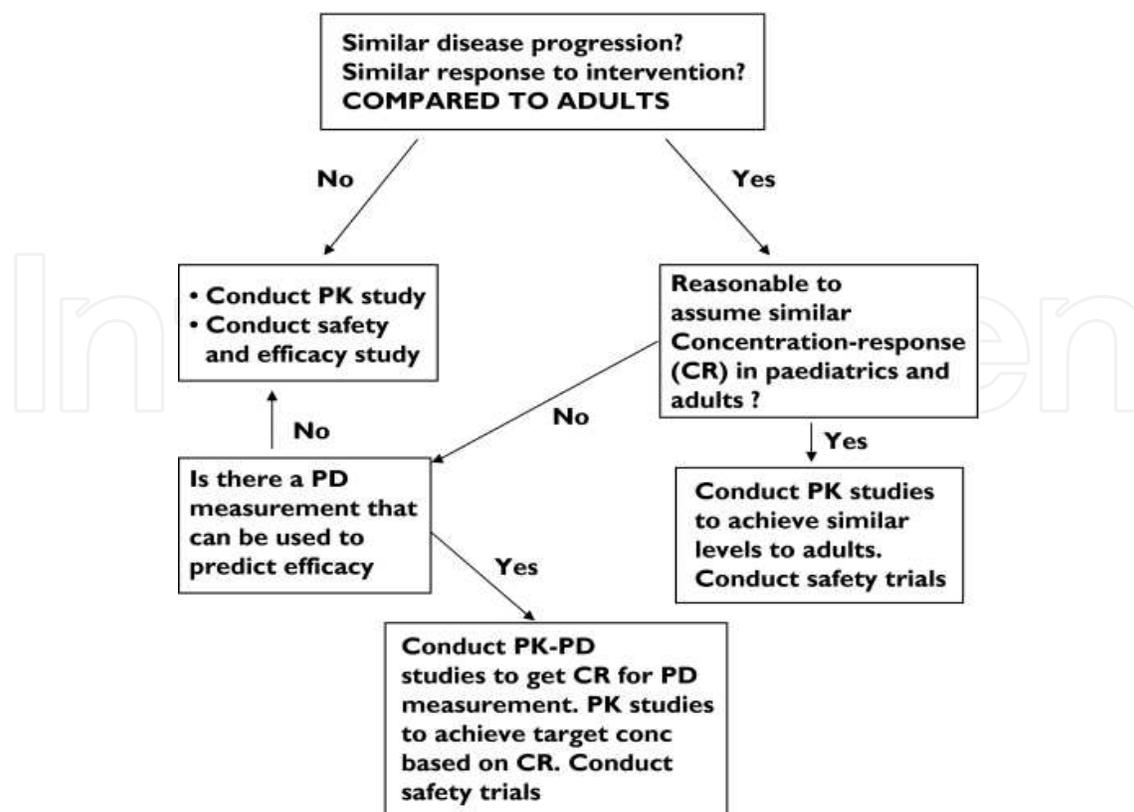 Similar disease progression?
Similar response to intervention?
COMPARED TO ADULTS
No
Yes
• Conduct PK study
• Conduct safety
and efficacy study
Reasonable to
assume similar
Concentration-response
(CR) in paediatrics and
adults ?
No
No
Yes
Is there a PD
measurement that
can be used to
predict efficacy
Conduct PK studies
to achieve similar
levels to adults.
Conduct safety trials
Yes
Conduct PK-PD
studies to get CR for PD
measurement. PK studies
to achieve target conc
based on CR. Conduct
safety trials